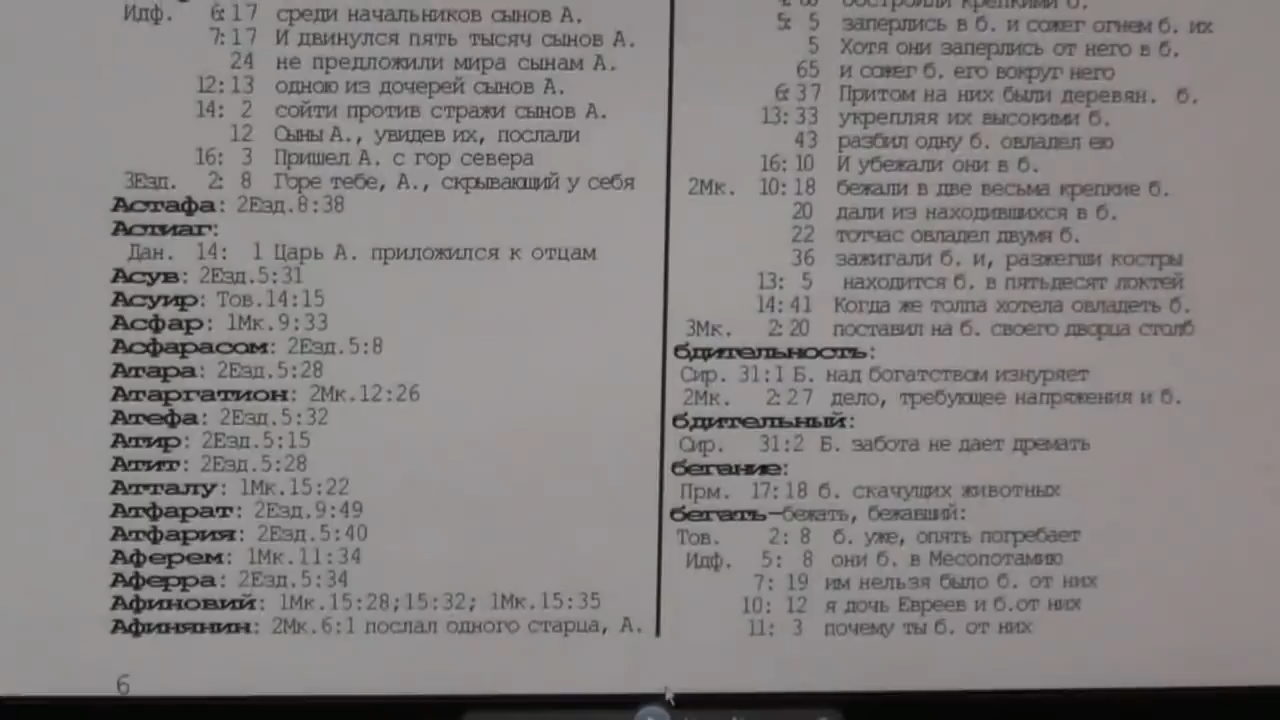 Идф. 6:17 среди начальников сынов А.
7:17 И двинулся пять тысяч сынов А.
24 не предложили мира сынам А.
12:13 одною из дочерей сынов А.
14: 2 сойти против стражи сынов А.
12 Сыны А., увидев их, послали
16: 3 Пришел А. с гор севера
3Езд. 2: 8 Горе тебе, А., скрывающий у себя
Астафа: 2Езд.8:38
Астиаг:
Дан. 14: 1 Царь А. приложился к отцам
Асув: 2Езд.5:31
Асуир: Тов.14:15
Асфар: 1Мк.9:33
Асфарасом: 2Езд.5:8
Атара: 2Езд.5:28
Атаргатион: 2Мк.12:26
Атефа: 2Езд.5:32
Атир: 2Езд.5:15
Атит: 2Езд.5:28
Атталу: 1Мк.15:22
Атфарат: 2Езд.9:49
Атфария: 2Езд.5:40
Аферем: 1Мк.11:34
Аферра: 2Езд.5:34
Афиновий: 1Мк.15:28;15:32; 1Мк.15:35
Афинянин: 2Мк.6:1 послал одного старца, А.
6
крепкими б.
5: 5 заперлись в б. и сожег огнем б. их
5 Хотя они заперлись от него в б.
65 и сожег б. его вокруг него
6: 37 Притом на них были деревян. б.
13: 33 укрепляя их высокими б.
43 разбил одну б. овладел ею
16: 10 И убежали они в б.
2Мк. 10: 18 бежали в две весьма крепкие б.
20 дали из находившихся в б.
22 тотчас овладел двумя б.
36 зажигали б. и, разжегши костры
13: 5 находится б. в пятьдесят локтей
14: 41 Когда же толпа хотела овладеть б.
3Мк. 2: 20 поставил на б. своего дворца столб
бдительность:
Сир. 31:1 Б. над богатством изнуряет
2Мк. 2:27 дело, требующее напряжения и б.
бдительный:
Сир. 31:2 Б. забота не дает дремать
бегание:
Прм. 17:18 б. скачущих животных
бегать—бежать, бежавший:
Тов. 2: 8 б. уже, опять погребает
Идф. 5: 8 они б. в Месопотамию
7: 19 им нельзя было б. от них
10: 12 я дочь Евреев и б.от них
11: 3 почему ты б. от них